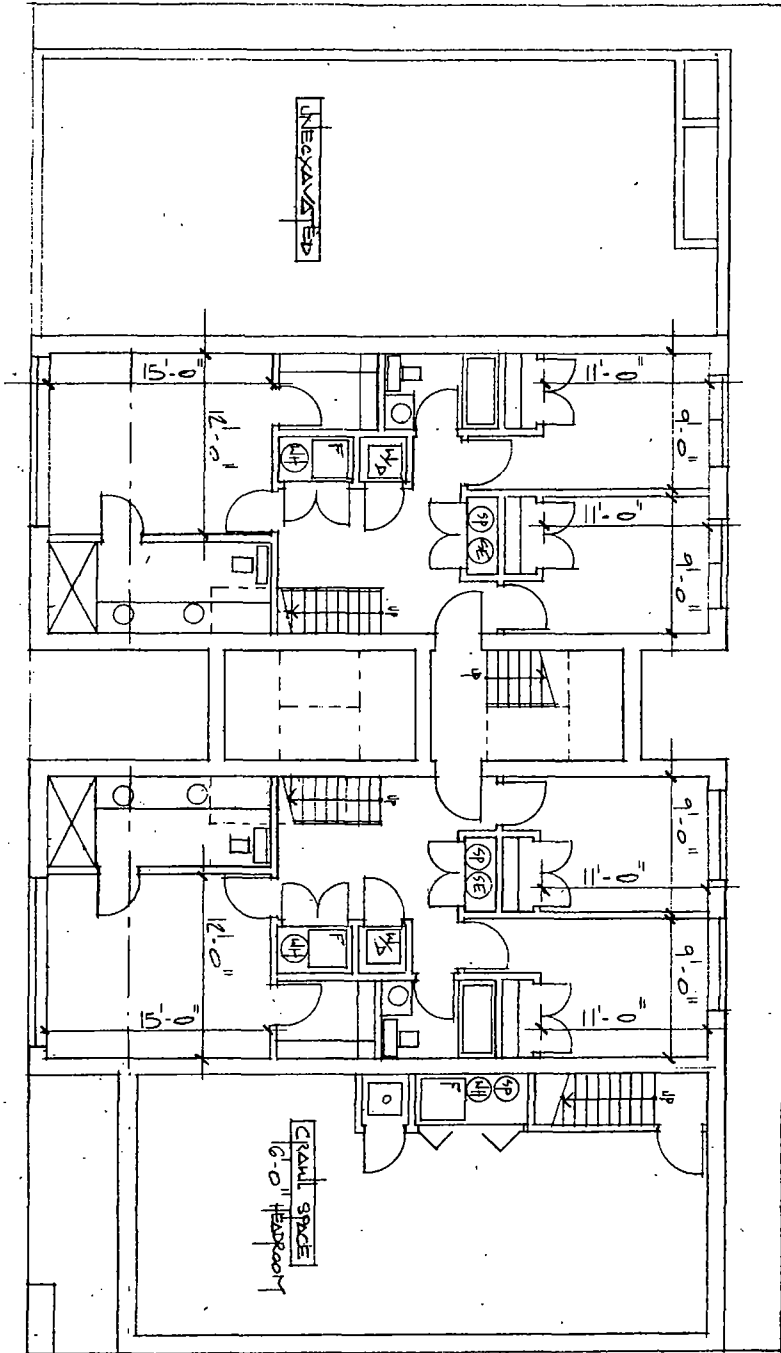 UNECXAVATED
15'-0"
12'-0"
WH
F
W/D
11'-0"
9'-0"
SP
SE
11'-0"
9'-0"
UP
UP
UP
9'-0"
11'-0"
SP
SE
12'-0"
15'-0"
WH
F
W/D
9'-0"
11'-0"
F
WH
SP
UP
CRAWL SPACE
6'-0" HEADROOM